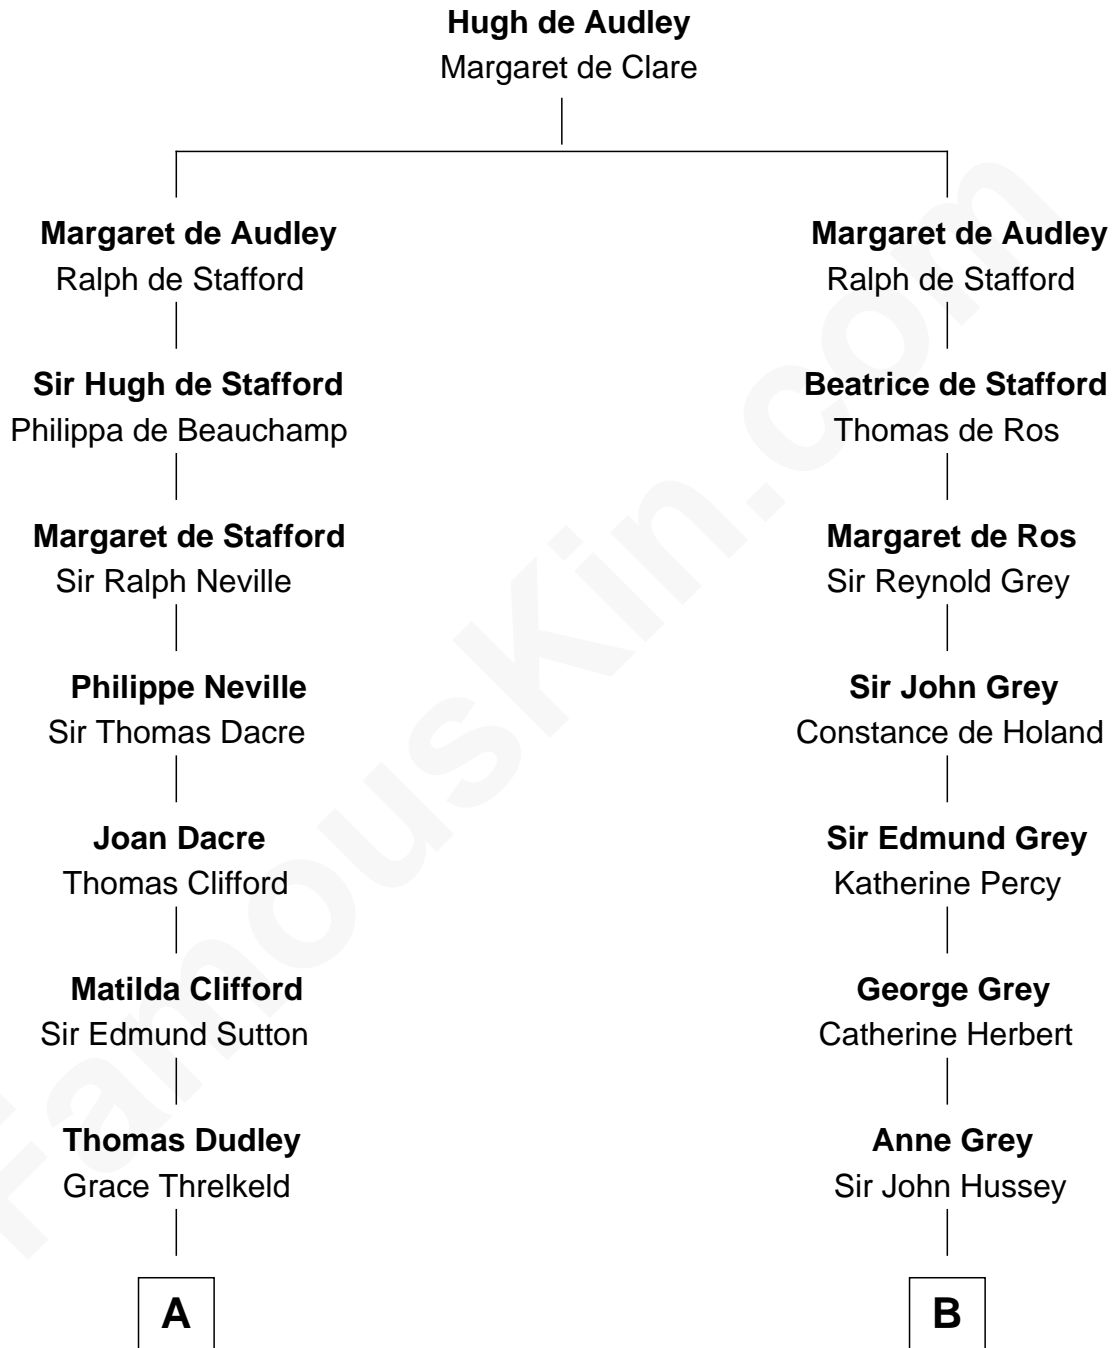 Hugh de Audley
Margaret de Clare
Margaret de Audley
Ralph de Stafford
Margaret de Audley
Ralph de Stafford
Sir Hugh de Stafford
Philippa de Beauchamp
Beatrice de Stafford
Thomas de Ros
Margaret de Stafford
Sir Ralph Neville
Margaret de Ros
Sir Reynold Grey
Philippe Neville
Sir Thomas Dacre
Sir John Grey
Constance de Holand
Joan Dacre
Thomas Clifford
Sir Edmund Grey
Katherine Percy
Matilda Clifford
Sir Edmund Sutton
George Grey
Catherine Herbert
Thomas Dudley
Grace Threlkeld
Anne Grey
Sir John Hussey
A
B
FamousKin.com